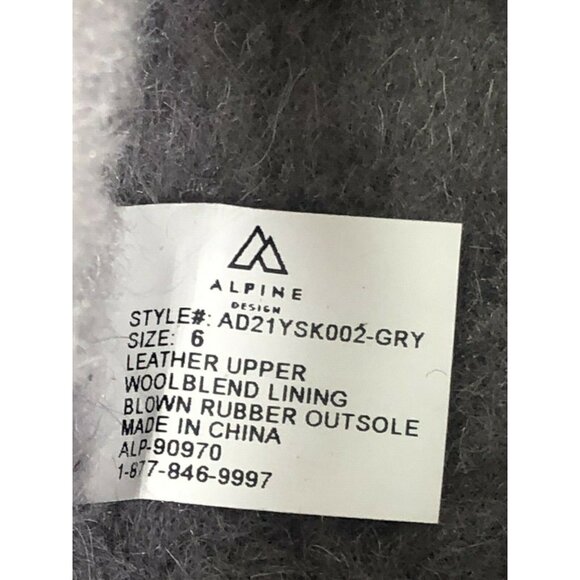 ALPINE
DESIGN
STYLE#: AD21YSK002-GRY
SIZE: 6
LEATHER UPPER
WOOLBLEND LINING
BLOWN RUBBER OUTSOLE
MADE IN CHINA
ALP-90970
1-877-846-9997